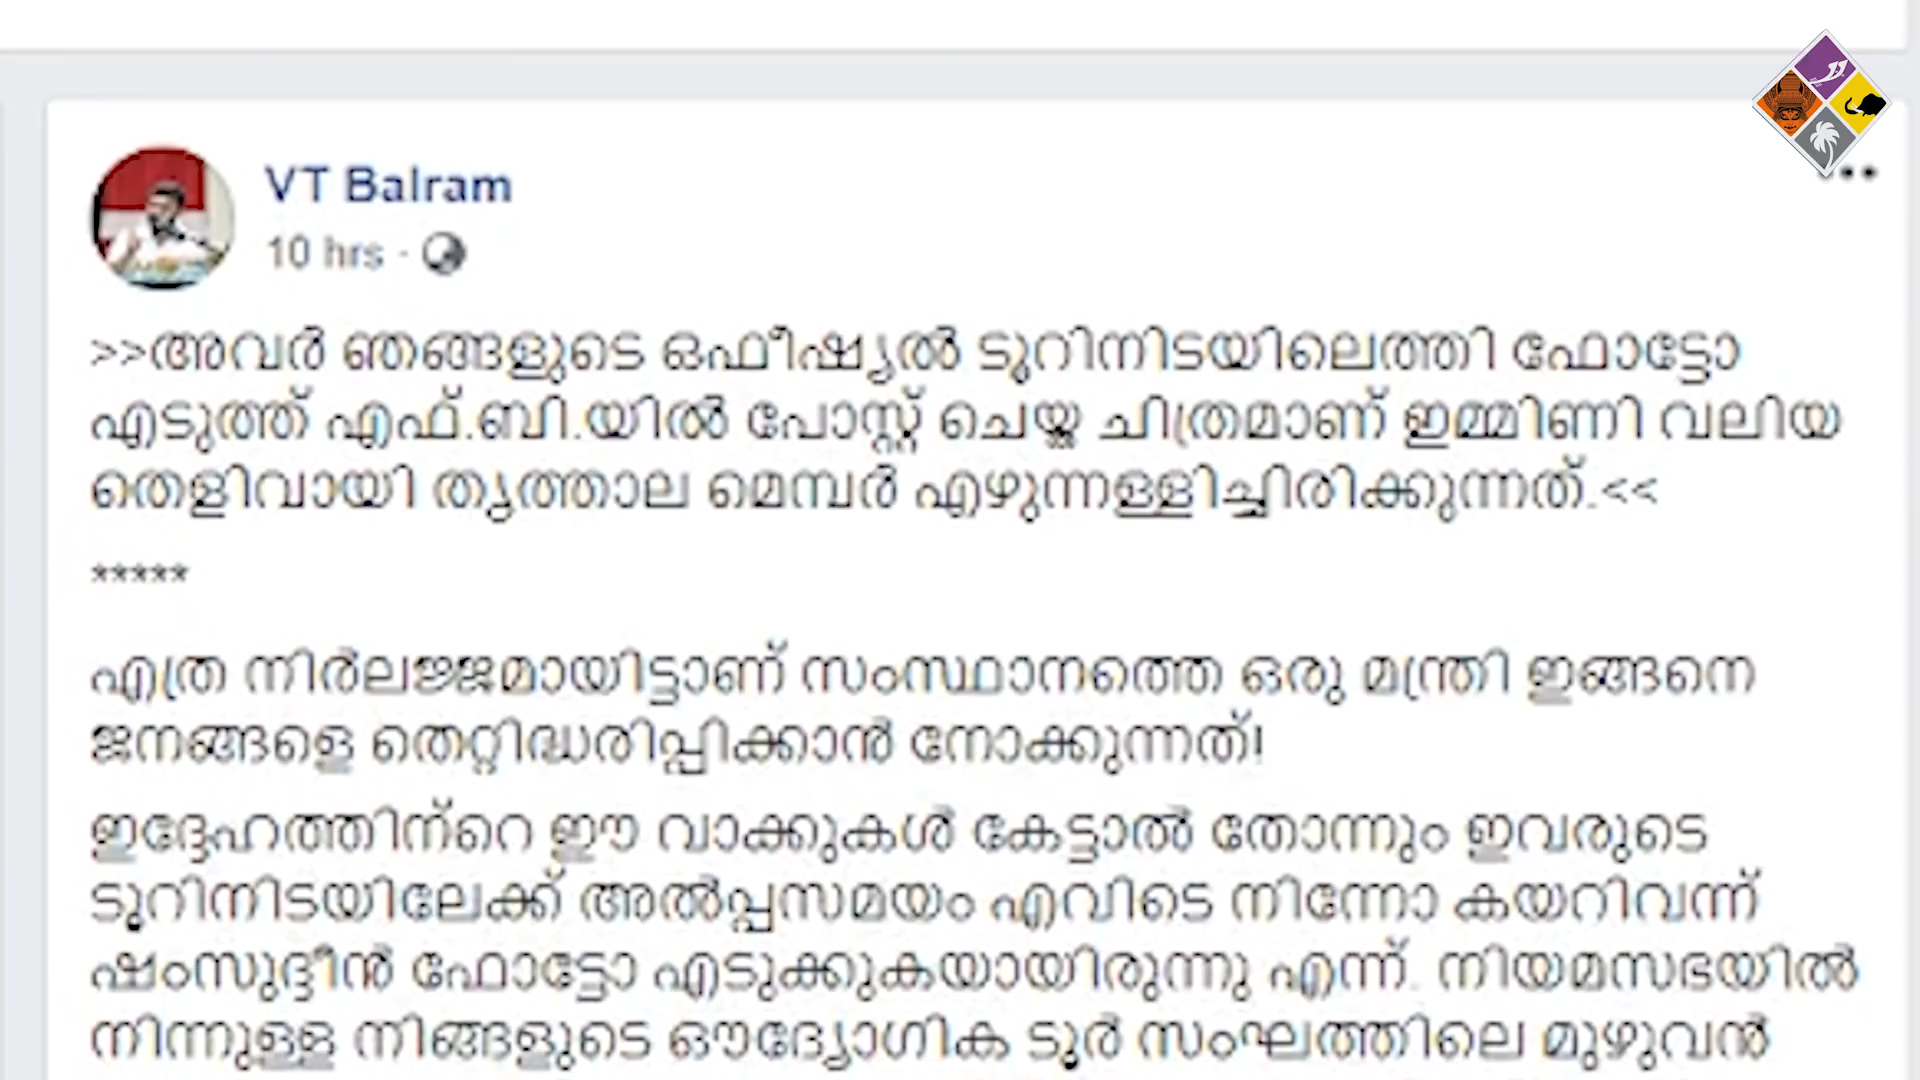 VT Balram
10 hrs ·
>>അവർ ഞങ്ങളുടെ ഒഫീഷ്യൽ ടൂറിനിടയിലെത്തി ഫോട്ടോ
എടുത്ത് എഫ്.ബി.യിൽ പോസ്റ്റ് ചെയ്ത ചിത്രമാണ് ഇമ്മിണി വലിയ
തെളിവായി തൃത്താല മെമ്പർ എഴുന്നള്ളിച്ചിരിക്കുന്നത്.<<
*****
എത്ര നിർലജ്ജമായിട്ടാണ് സംസ്ഥാനത്തെ ഒരു മന്ത്രി ഇങ്ങനെ
ജനങ്ങളെ തെറ്റിദ്ധരിപ്പിക്കാൻ നോക്കുന്നത്!
ഇദ്ദേഹത്തിന്റെ ഈ വാക്കുകൾ കേട്ടാൽ തോന്നും ഇവരുടെ
ടൂറിനിടയിലേക്ക് അൽപ്പസമയം എവിടെ നിന്നോ കയറിവന്ന്
ഷംസുദ്ദീൻ ഫോട്ടോ എടുക്കുകയായിരുന്നു എന്ന്. നിയമസഭയിൽ
നിന്നുള്ള നിങ്ങളുടെ ഔദ്യോഗിക ടൂർ സംഘത്തിലെ മുഴുവൻ